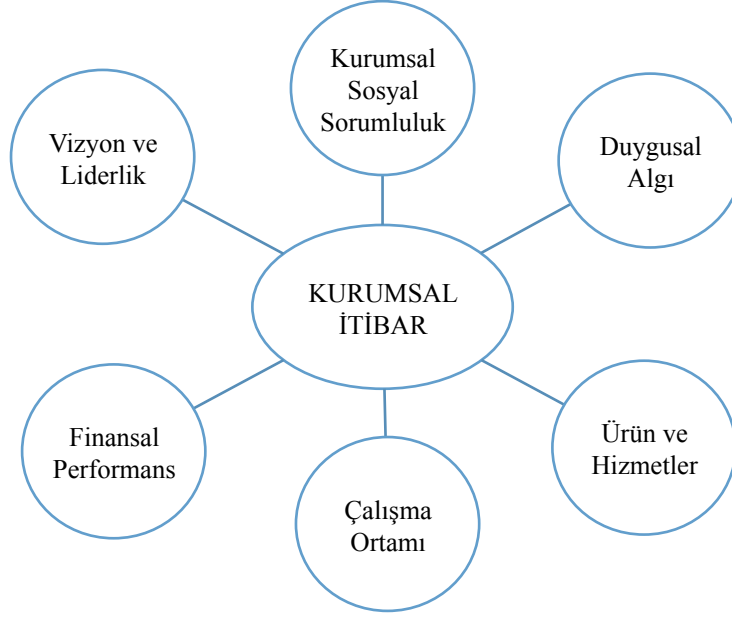 Kurumsal
Sosyal
Sorumluluk
Vizyon ve
Liderlik
Duygusal
Algı
KURUMSAL
İTİBAR
Finansal
Performans
Ürün ve
Hizmetler
Çalışma
Ortamı